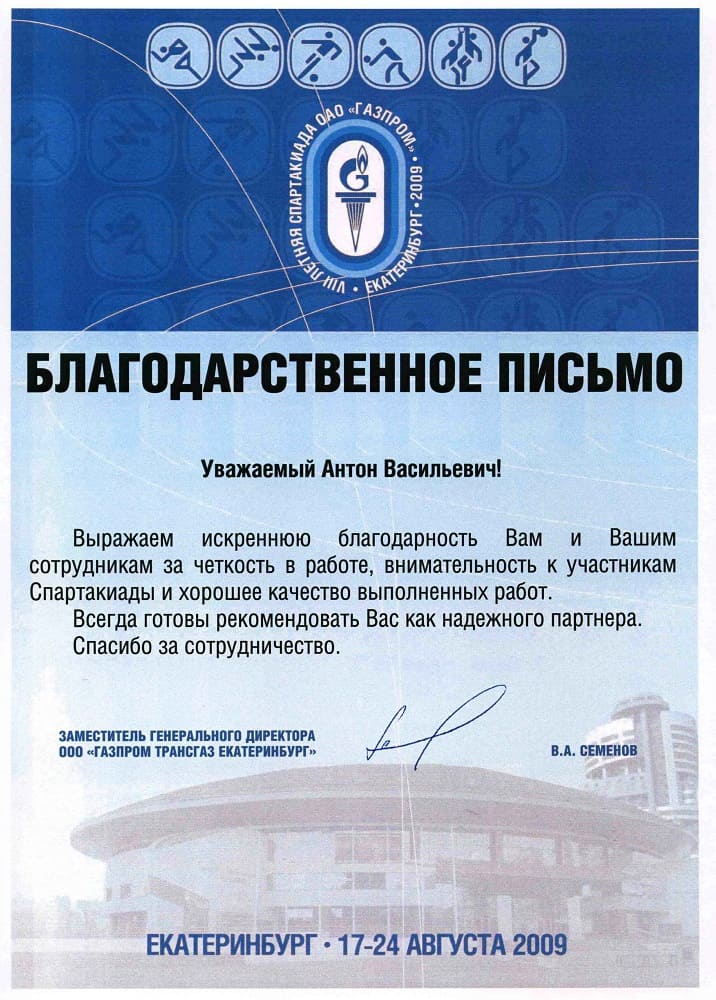 VIII ЛЕТНЯЯ СПАРТАКИАДА ОАО «ГАЗПРОМ» • ЕКАТЕРИНБУРГ • 2009 •
БЛАГОДАРСТВЕННОЕ ПИСЬМО
Уважаемый Антон Васильевич!
Выражаем искреннюю благодарность Вам и Вашим
сотрудникам за четкость в работе, внимательность к участникам
Спартакиады и хорошее качество выполненных работ.
Всегда готовы рекомендовать Вас как надежного партнера.
Спасибо за сотрудничество.
ЗАМЕСТИТЕЛЬ ГЕНЕРАЛЬНОГО ДИРЕКТОРА
ООО «ГАЗПРОМ ТРАНСГАЗ ЕКАТЕРИНБУРГ»
В.А. СЕМЕНОВ
ЕКАТЕРИНБУРГ • 17-24 АВГУСТА 2009